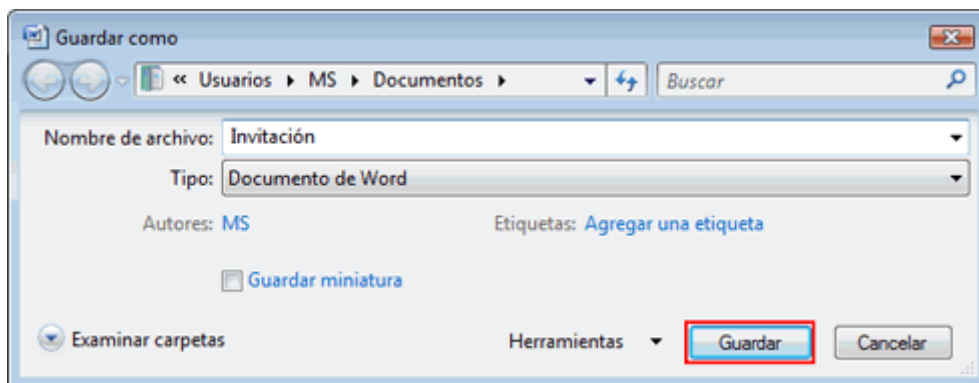 Guardar como
« Usuarios MS Documentos Buscar
Nombre de archivo: Invitación
Tipo: Documento de Word
Autores: MS Etiquetas: Agregar una etiqueta
Guardar miniatura
Examinar carpetas Herramientas Guardar Cancelar